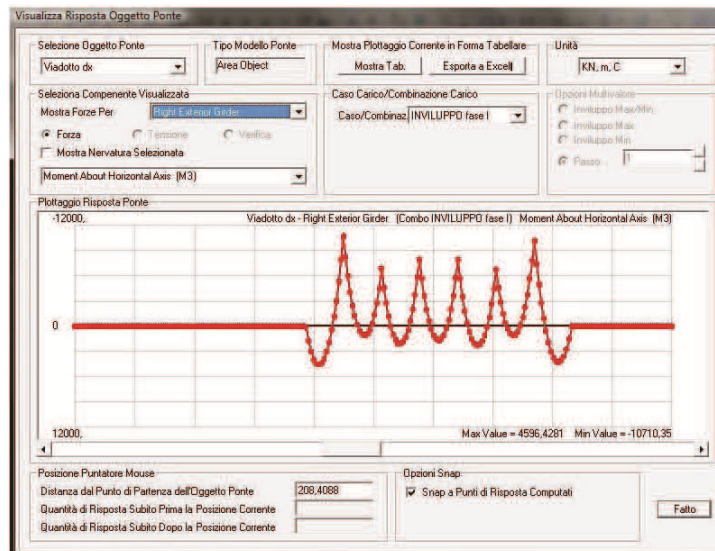 Visualizza Risposta Oggetto Ponte
Selezione Oggetto Ponte
Viadotto dx
Tipo Modello Ponte
Area Object
Mostra Plottaggio Corrente in Forma Tabellare
Mostra Tab.
Esporta a Excell
Unità
KN, m, C
Seleziona Compenente Visualizzata
Mostra Forze Per
Right Exterior Girder
Forza
Tensione
Verifica
Mostra Nervatura Selezionata
Moment About Horizontal Axis (M3)
Caso Carico/Combinazione Carico
Caso/Combinaz.
INVILUPPO fase I
Opzioni Multivalore
Inviluppo Max/Min
Inviluppo Max
Inviluppo Min
Passo
1
Plottaggio Risposta Ponte
-12000,
Viadotto dx - Right Exterior Girder (Combo INVILUPPO fase I) Moment About Horizontal Axis (M3)
0
12000,
Max Value = 4596,4281 Min Value = -10710,35
Posizione Puntatore Mouse
Distanza dal Punto di Partenza dell'Oggetto Ponte
208,4088
Quantità di Risposta Subito Prima la Posizione Corrente
Quantità di Risposta Subito Dopo la Posizione Corrente
Opzioni Snap
Snap a Punti di Risposta Computati
Fatto